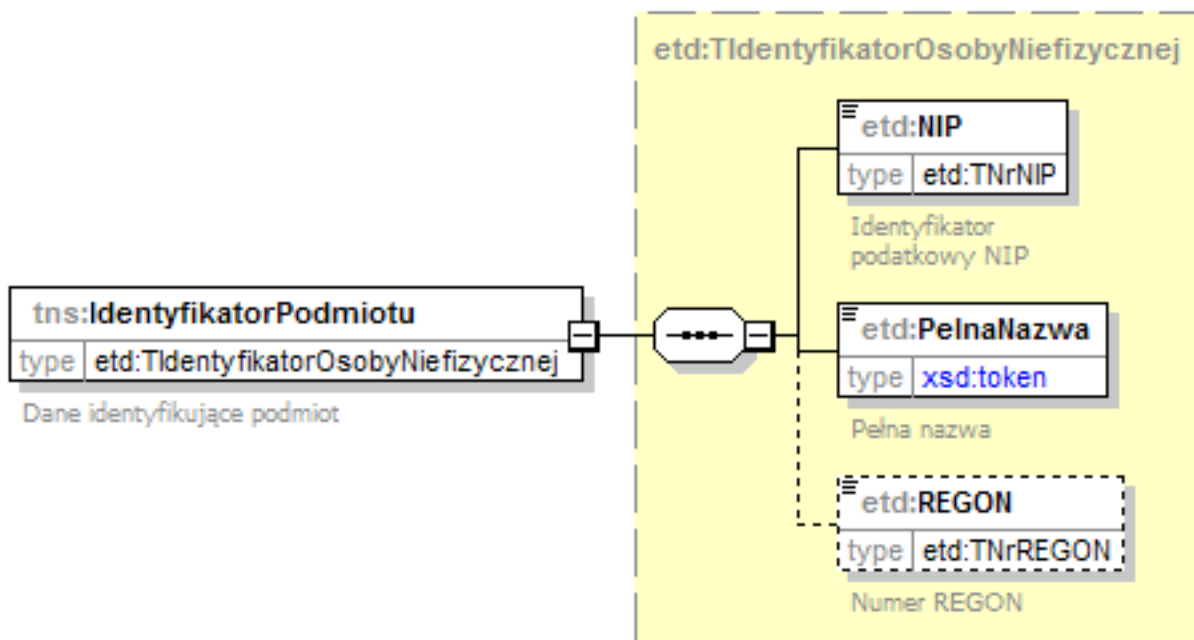 etd:TIdentyfikatorOsobyNiefizycznej
etd:NIP
type etd:TNrNIP
Identyfikator
podatkowy NIP
tns:IdentyfikatorPodmiotu
type etd:TIdentyfikatorOsobyNiefizycznej
Dane identyfikujące podmiot
etd:PelnaNazwa
type xsd:token
Pełna nazwa
etd:REGON
type etd:TNrREGON
Numer REGON